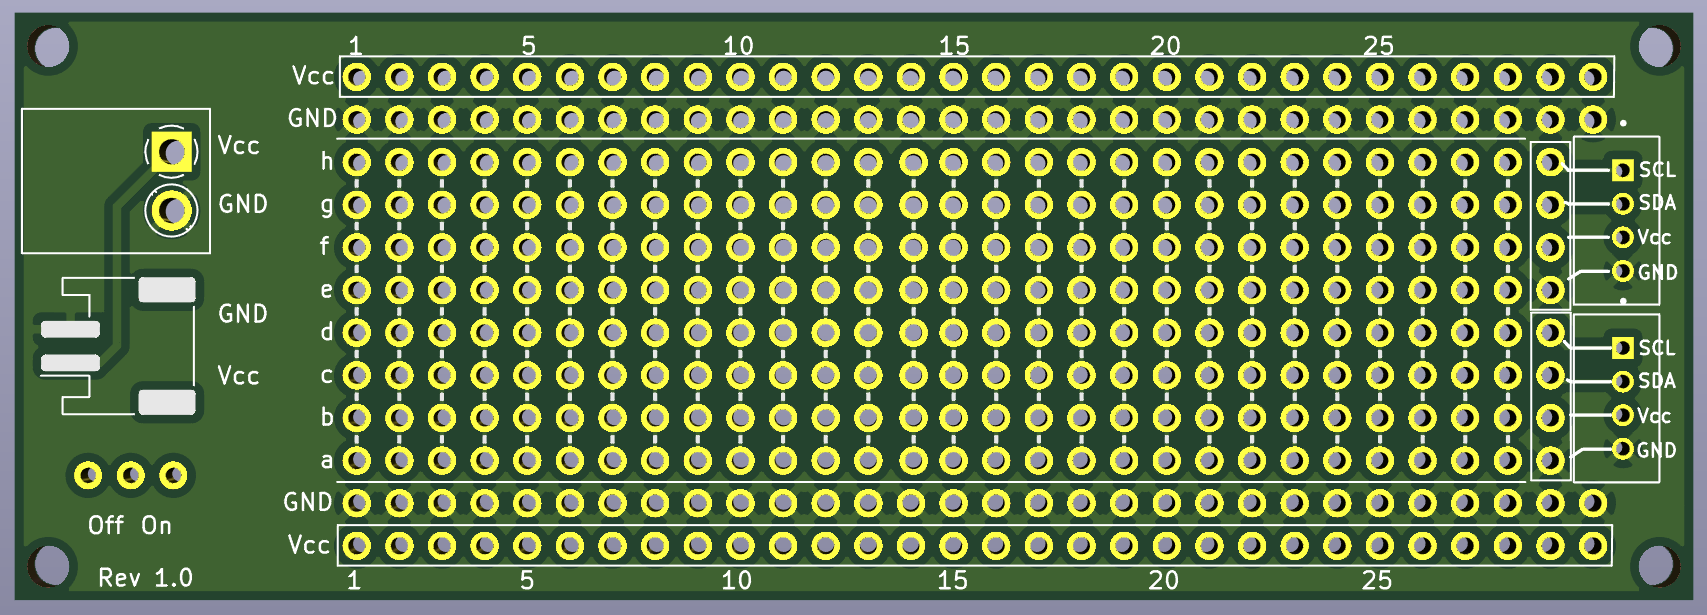 1 5 10 15 20 25
Vcc
GND
Vcc
GND
h
g
f
e
d
c
b
a
SCL
SDA
Vcc
GND
GND
Vcc
SCL
SDA
Vcc
GND
GND
Vcc
Off On
Rev 1.0
1 5 10 15 20 25